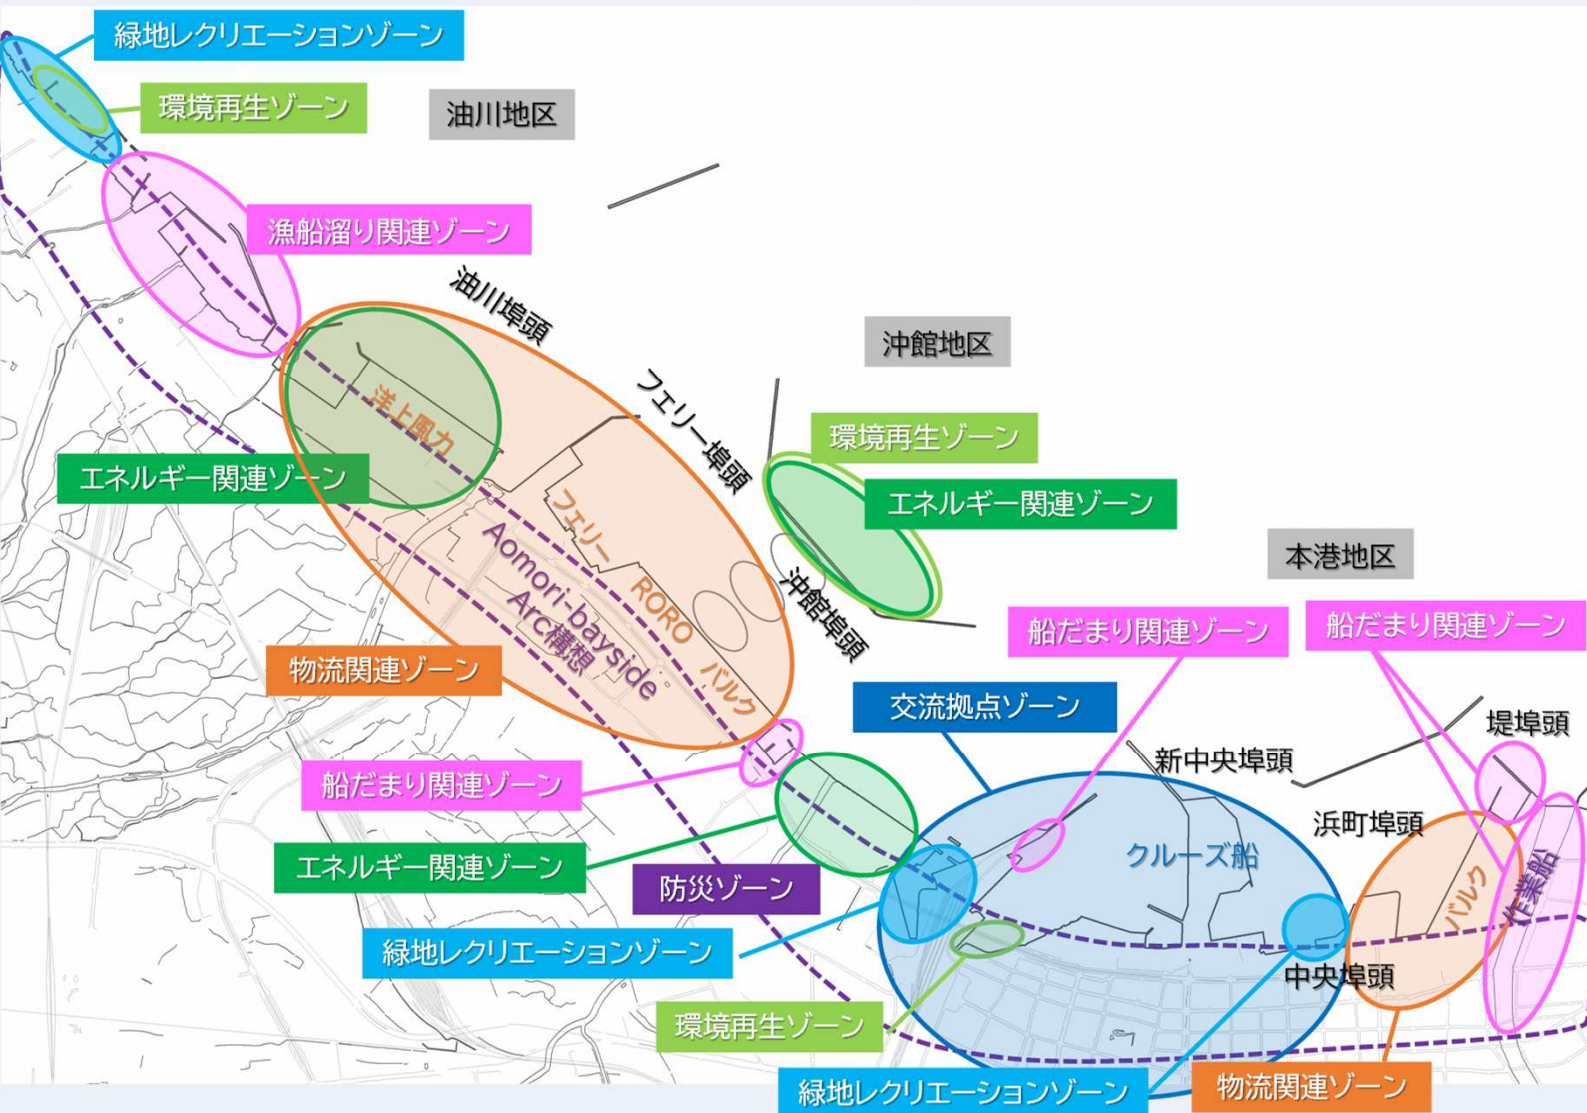 緑地レクリエーションゾーン
環境再生ゾーン
油川地区
漁船溜り関連ゾーン
油川埠頭
沖館地区
フェリー埠頭
洋上風力
環境再生ゾーン
エネルギー関連ゾーン
エネルギー関連ゾーン
フェリー
RORO
バルク
Aomori-bayside
Arc構想
沖館埠頭
本港地区
船だまり関連ゾーン
船だまり関連ゾーン
物流関連ゾーン
交流拠点ゾーン
堤埠頭
新中央埠頭
船だまり関連ゾーン
浜町埠頭
クルーズ船
エネルギー関連ゾーン
防災ゾーン
バルク
作業船
緑地レクリエーションゾーン
中央埠頭
環境再生ゾーン
緑地レクリエーションゾーン
物流関連ゾーン